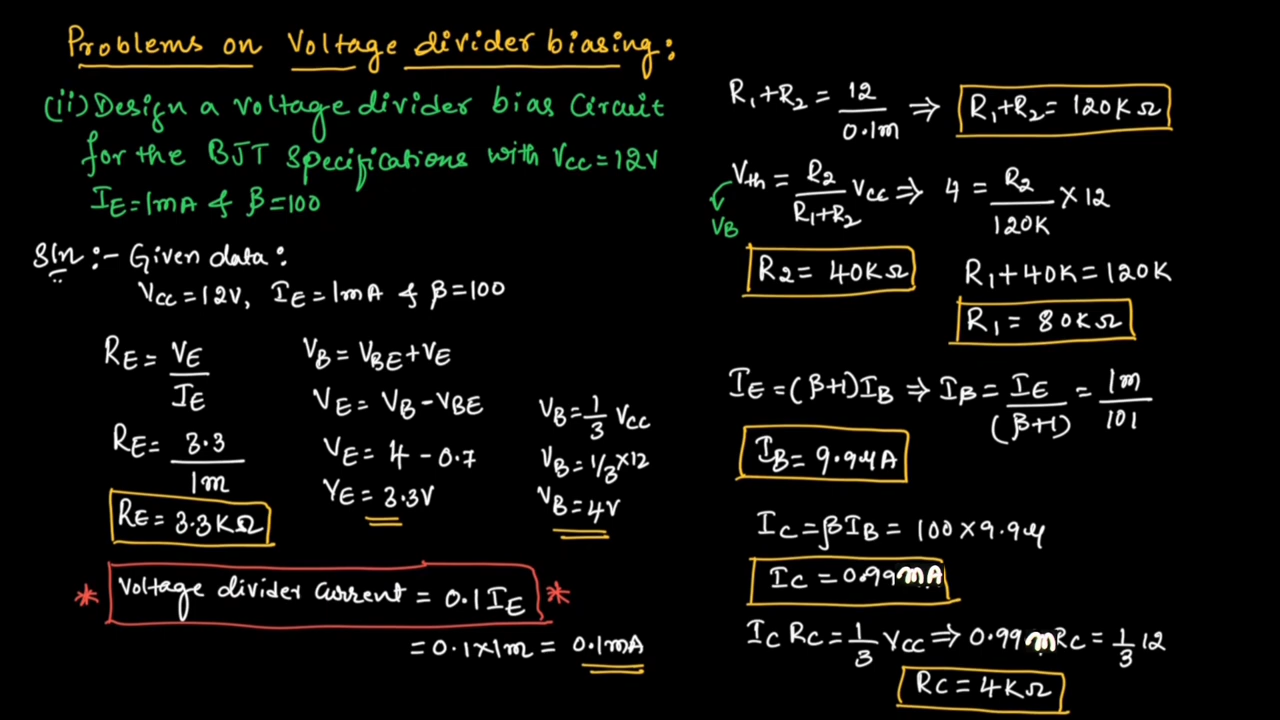 Problems on Voltage divider biasing:
(ii) Design a voltage divider bias Circuit
for the BJT specifications with Vcc = 12V
IE = 1mA & β = 100
Sln :- Given data:
Vcc = 12V, IE = 1mA & β = 100
RE = VE / IE
RE = 3.3 / 1m
RE = 3.3KΩ
VB = VBE + VE
VE = VB - VBE
VE = 4 - 0.7
VE = 3.3V
VB = 1/3 Vcc
VB = 1/3 × 12
VB = 4V
* Voltage divider current = 0.1 IE *
= 0.1 × 1m = 0.1mA
R1 + R2 = 12 / 0.1m ⇒ R1 + R2 = 120KΩ
Vth = R2 / R1+R2 Vcc ⇒ 4 = R2 / 120K × 12
VB
R2 = 40KΩ R1 + 40K = 120K
R1 = 80KΩ
IE = (β+1) IB ⇒ IB = IE / (β+1) = 1m / 101
IB = 9.9μA
Ic = βIB = 100 × 9.9μ
Ic = 0.99mA
Ic Rc = 1/3 Vcc ⇒ 0.99 mRc = 1/3 12
Rc = 4KΩ